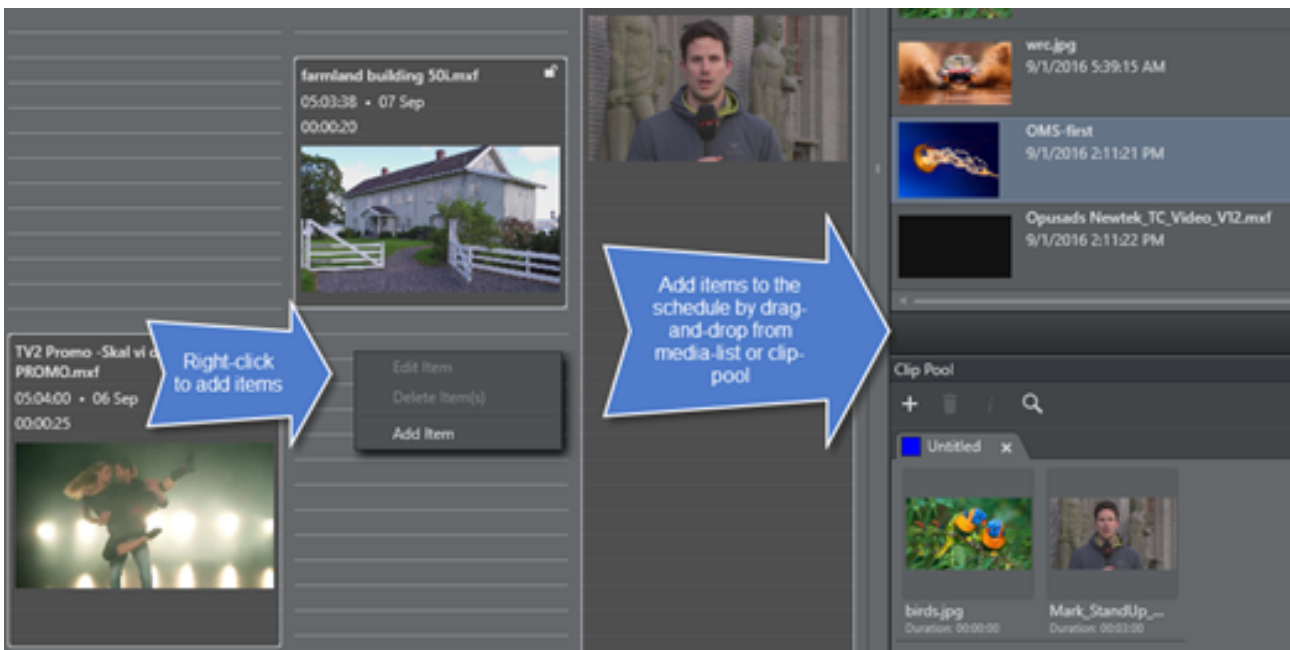 farmland building 50i.mxf
05:03:38 • 07 Sep
00:00:20
TV2 Promo -Skal vi d
PROMO.mxf
05:04:00 • 06 Sep
00:00:25
Right-click
to add items
Edit Item
Delete Item(s)
Add Item
Add items to the
schedule by drag-
and-drop from
media-list or clip-
pool
wrc.jpg
9/1/2016 5:39:15 AM
OMS-first
9/1/2016 2:11:21 PM
Opusads Newtek_TC_Video_V12.mxf
9/1/2016 2:11:22 PM
Clip Pool
Untitled x
birds.jpg
Duration: 00:00:00
Mark_StandUp_...
Duration: 00:03:00